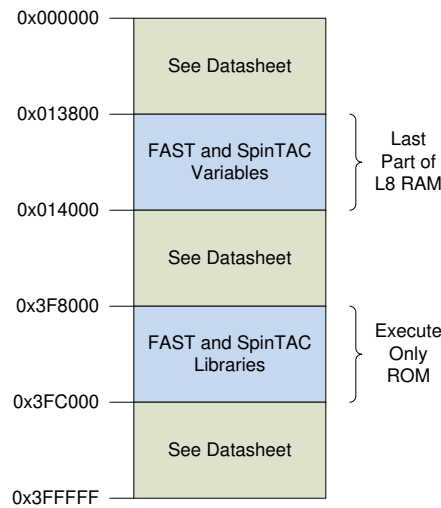 0x000000
See Datasheet
0x013800
FAST and SpinTAC
Variables
Last
Part of
L8 RAM
0x014000
See Datasheet
0x3F8000
FAST and SpinTAC
Libraries
Execute
Only
ROM
0x3FC000
See Datasheet
0x3FFFFF